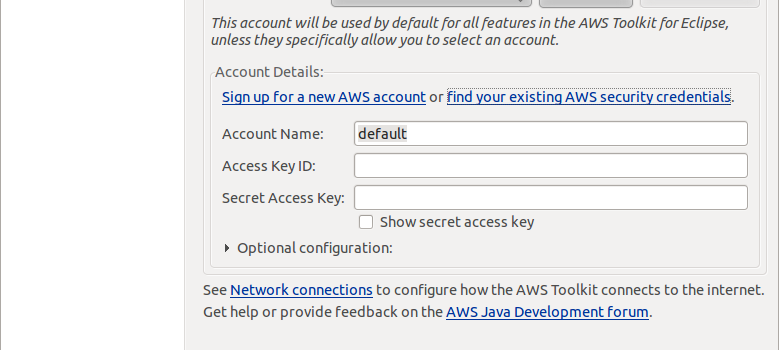 This account will be used by default for all features in the AWS Toolkit for Eclipse,
unless they specifically allow you to select an account.
Account Details:
Sign up for a new AWS account or find your existing AWS security credentials.
Account Name: default
Access Key ID:
Secret Access Key:
Show secret access key
Optional configuration:
See Network connections to configure how the AWS Toolkit connects to the internet.
Get help or provide feedback on the AWS Java Development forum.